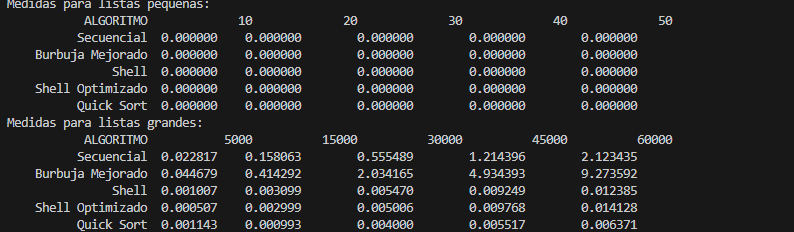 Medidas para listas pequenas:
ALGORITMO 10 20 30 40 50
Secuencial 0.000000 0.000000 0.000000 0.000000 0.000000
Burbuja Mejorado 0.000000 0.000000 0.000000 0.000000 0.000000
Shell 0.000000 0.000000 0.000000 0.000000 0.000000
Shell Optimizado 0.000000 0.000000 0.000000 0.000000 0.000000
Quick Sort 0.000000 0.000000 0.000000 0.000000 0.000000
Medidas para listas grandes:
ALGORITMO 5000 15000 30000 45000 60000
Secuencial 0.022817 0.158063 0.555489 1.214396 2.123435
Burbuja Mejorado 0.044679 0.414292 2.034165 4.934393 9.273592
Shell 0.001007 0.003099 0.005470 0.009249 0.012385
Shell Optimizado 0.000507 0.002999 0.005006 0.009768 0.014128
Quick Sort 0.001143 0.000993 0.004000 0.005517 0.006371